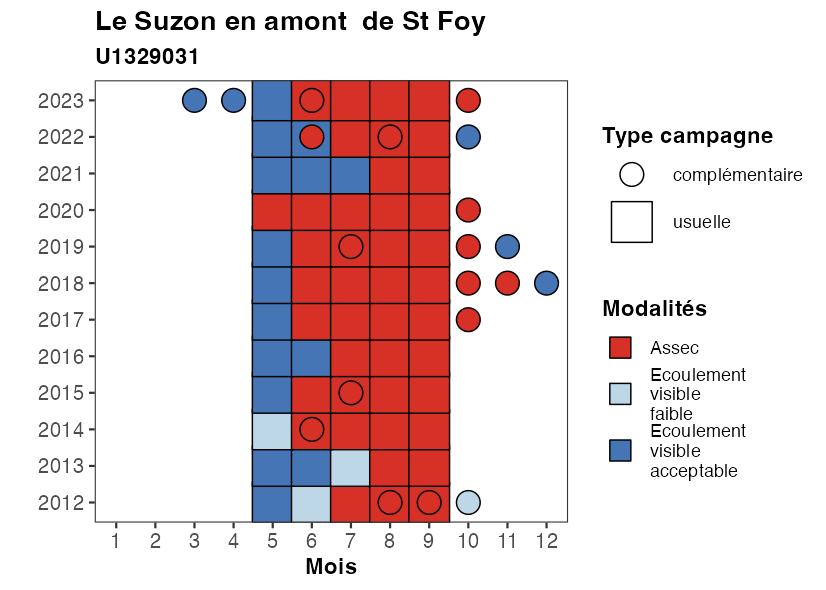 Le Suzon en amont  de St Foy
U1329031
2023
2022
2021
2020
2019
2018
2017
2016
2015
2014
2013
2012
1 2 3 4 5 6 7 8 9 10 11 12
Mois
Type campagne
complémentaire
usuelle
Modalités
Assec
Ecoulement
visible
faible
Ecoulement
visible
acceptable